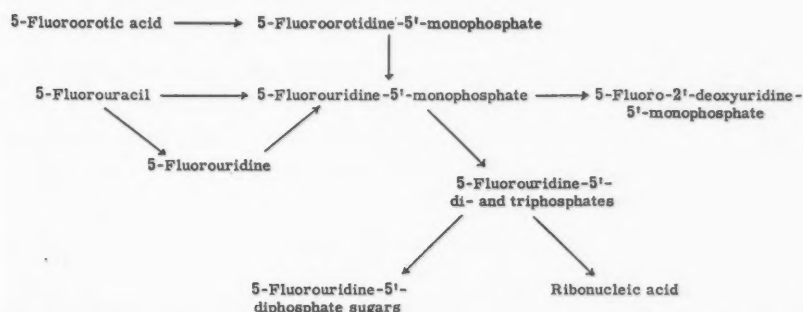 5-Fluoroorotic acid 5-Fluoroorotidine-5'-monophosphate
5-Fluorouracil 5-Fluorouridine-5'-monophosphate 5-Fluoro-2'-deoxyuridine-
5'-monophosphate
5-Fluorouridine
5-Fluorouridine-5'-
di- and triphosphates
5-Fluorouridine-5'-
diphosphate sugars
Ribonucleic acid